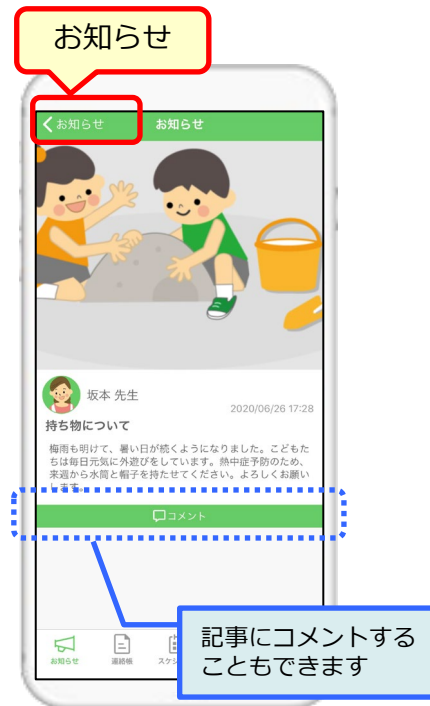 お知らせ
お知らせ
お知らせ
坂本 先生
2020/06/26 17:28
持ち物について
梅雨も明けて、暑い日が続くようになりました。こどもた
ちは毎日元気に外遊びをしています。熱中症予防のため、
来週から水筒と帽子を持たせてください。よろしくお願い
します。
コメント
記事にコメントする
こともできます
お知らせ
連絡帳